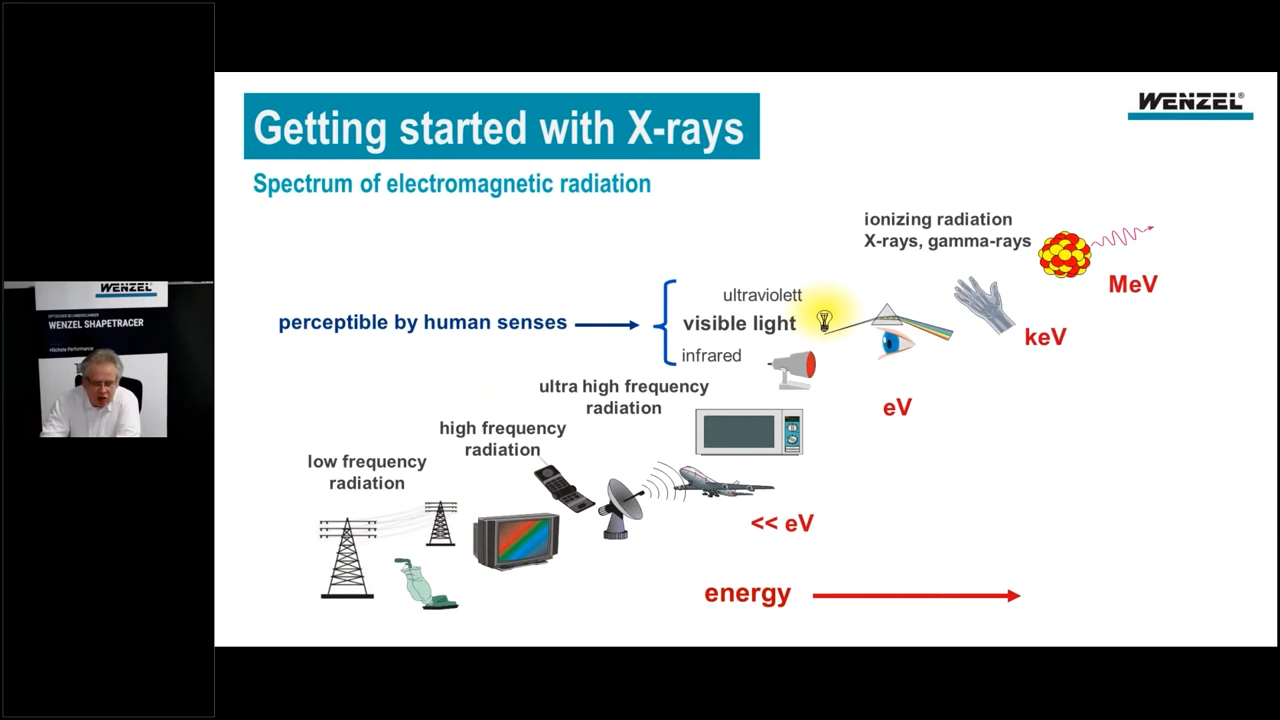 Getting started with X-rays
WENZEL®
Spectrum of electromagnetic radiation
ionizing radiation
X-rays, gamma-rays
MeV
ultraviolett
perceptible by human senses
visible light
keV
infrared
ultra high frequency
radiation
eV
high frequency
radiation
low frequency
radiation
<< eV
energy
WENZEL
WENZEL SHAPETRACER
Höchste Performance